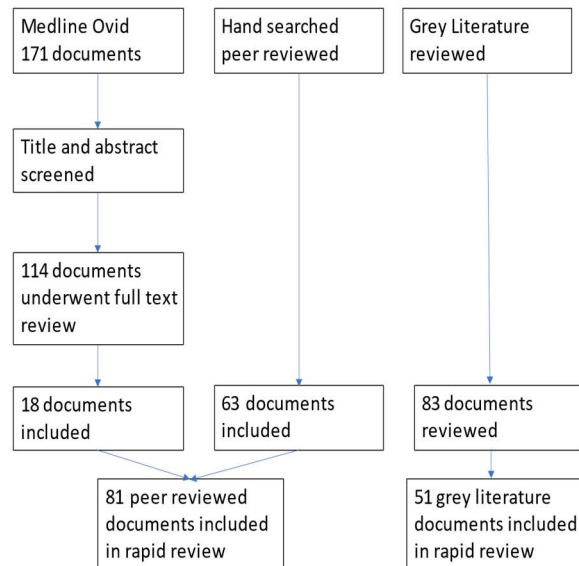 Medline Ovid
171 documents
Hand searched
peer reviewed
Grey Literature
reviewed
Title and abstract
screened
114 documents
underwent full text
review
18 documents
included
63 documents
included
83 documents
reviewed
81 peer reviewed
documents included
in rapid review
51 grey literature
documents included
in rapid review